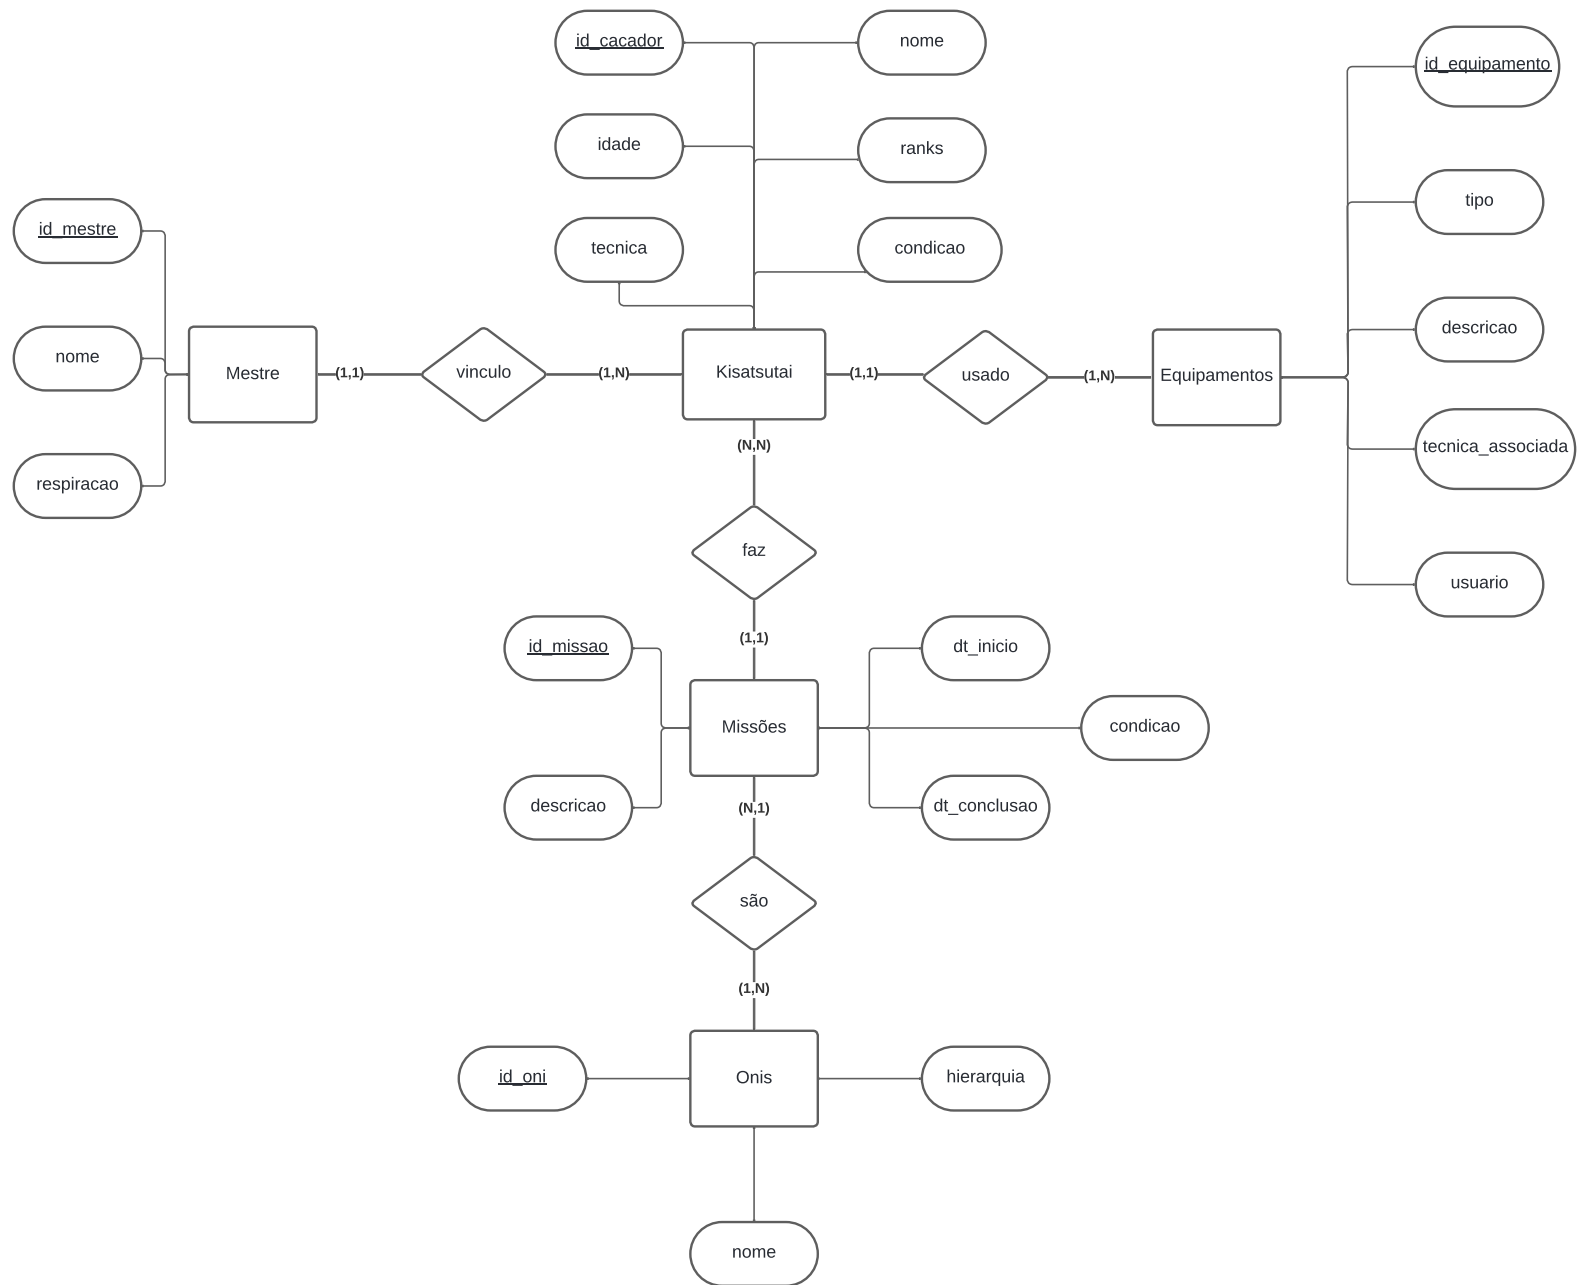 id_cacador
nome
id_equipamento
idade
ranks
tipo
id_mestre
tecnica
condicao
descricao
nome
Mestre
(1,1)
vinculo
(1,N)
Kisatsutai
(1,1)
usado
(1,N)
Equipamentos
(N,N)
tecnica_associada
respiracao
faz
usuario
(1,1)
id_missao
dt_inicio
Missões
condicao
descricao
(N,1)
dt_conclusao
são
(1,N)
id_oni
Onis
hierarquia
nome